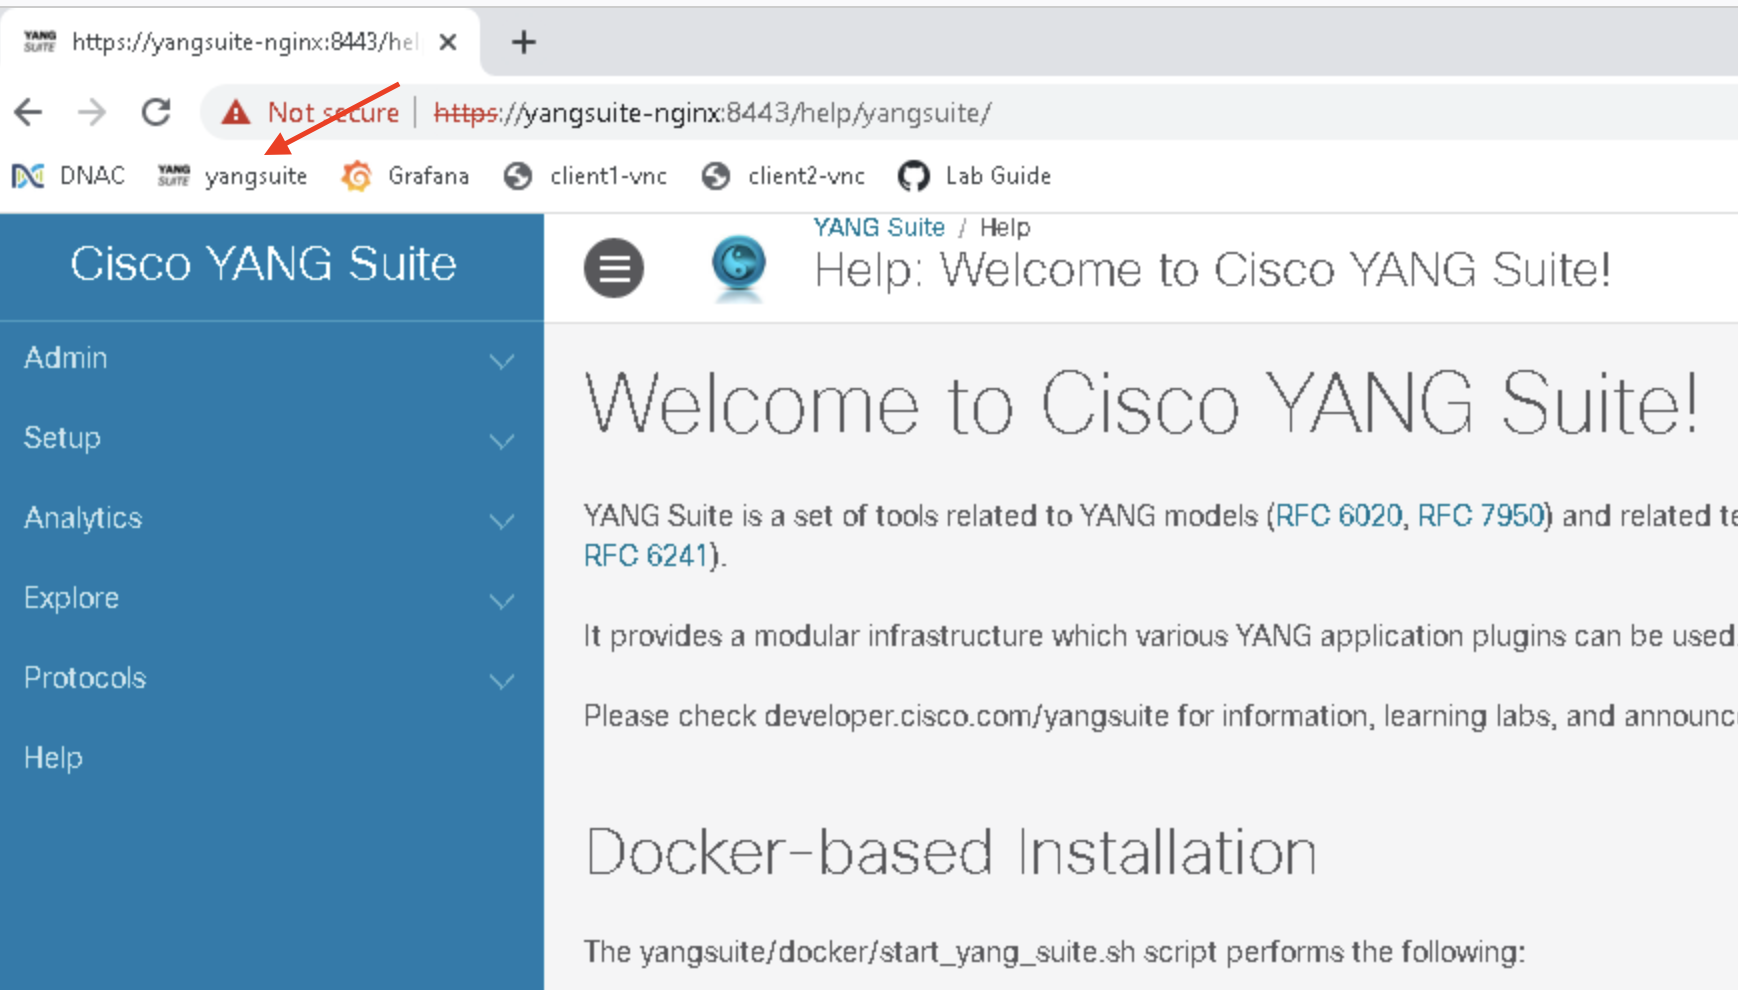 YANG SUITE https://yangsuite-nginx:8443/hel
Not secure https://yangsuite-nginx:8443/help/yangsuite/
DNAC YANG SUITE yangsuite Grafana client1-vnc client2-vnc Lab Guide
Cisco YANG Suite
Admin
Setup
Analytics
Explore
Protocols
Help
YANG Suite / Help
Help: Welcome to Cisco YANG Suite!
Welcome to Cisco YANG Suite!
YANG Suite is a set of tools related to YANG models (RFC 6020, RFC 7950) and related te
RFC 6241).
It provides a modular infrastructure which various YANG application plugins can be used.
Please check developer.cisco.com/yangsuite for information, learning labs, and announc
Docker-based Installation
The yangsuite/docker/start_yang_suite.sh script performs the following: